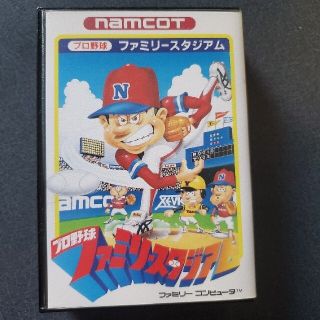 namcot
プロ野球 ファミリースタジアム
N
amco
プロ野球
ファミリースタジアム
ファミリー コンピュータ™